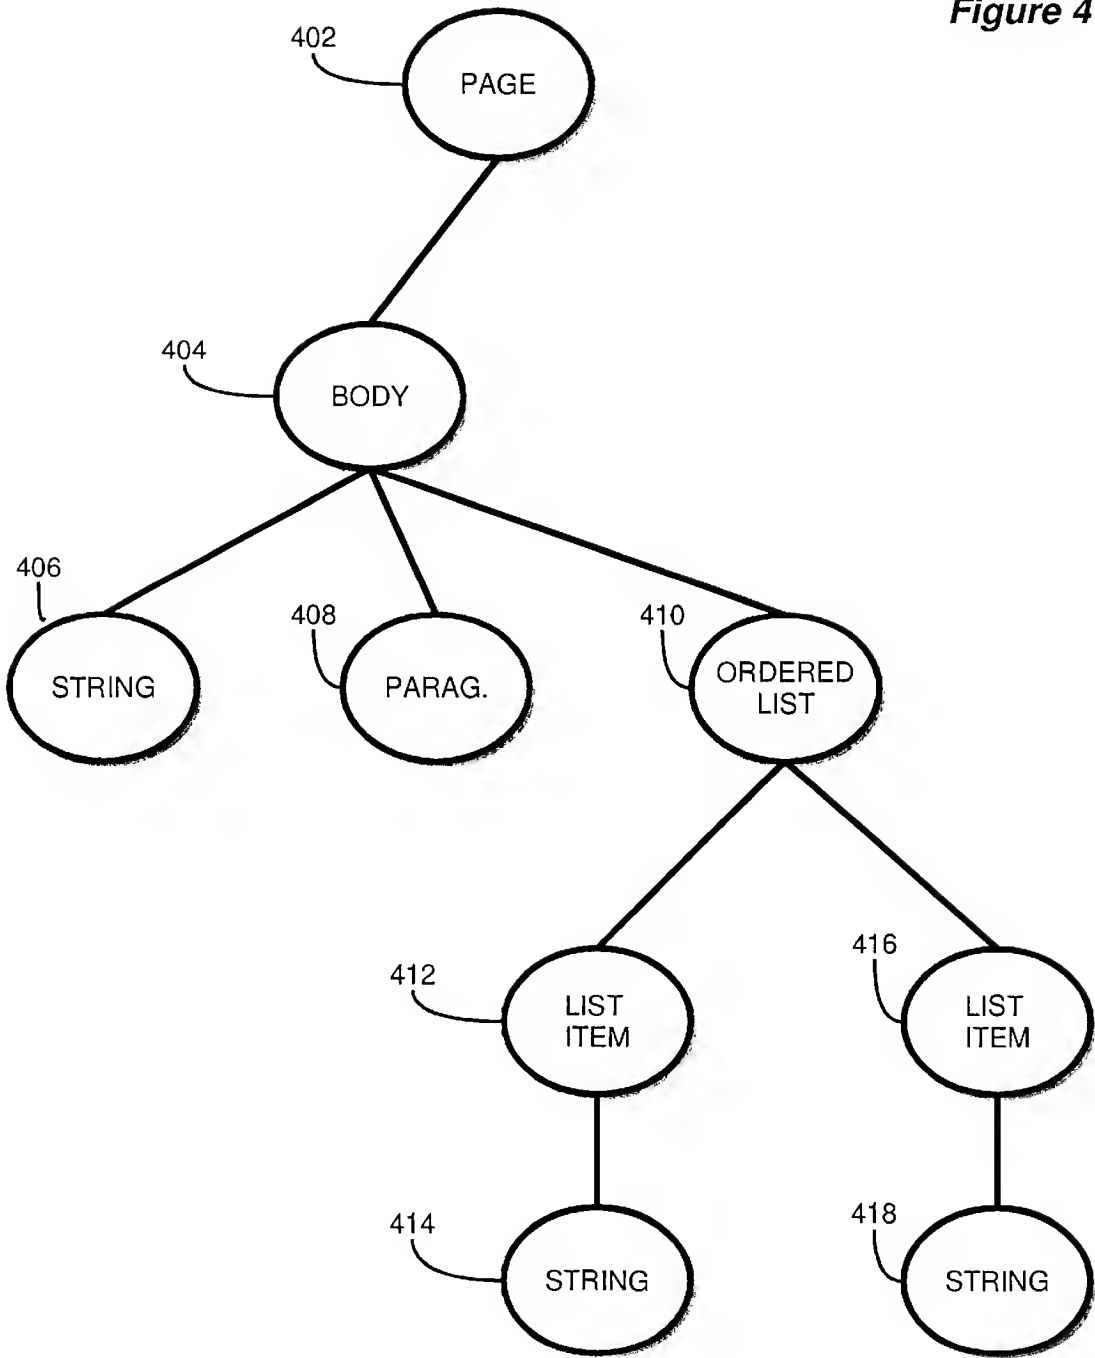 Figure 4
402
PAGE
404
BODY
406
STRING
408
PARAG.
410
ORDERED
LIST
412
LIST
ITEM
416
LIST
ITEM
414
STRING
418
STRING